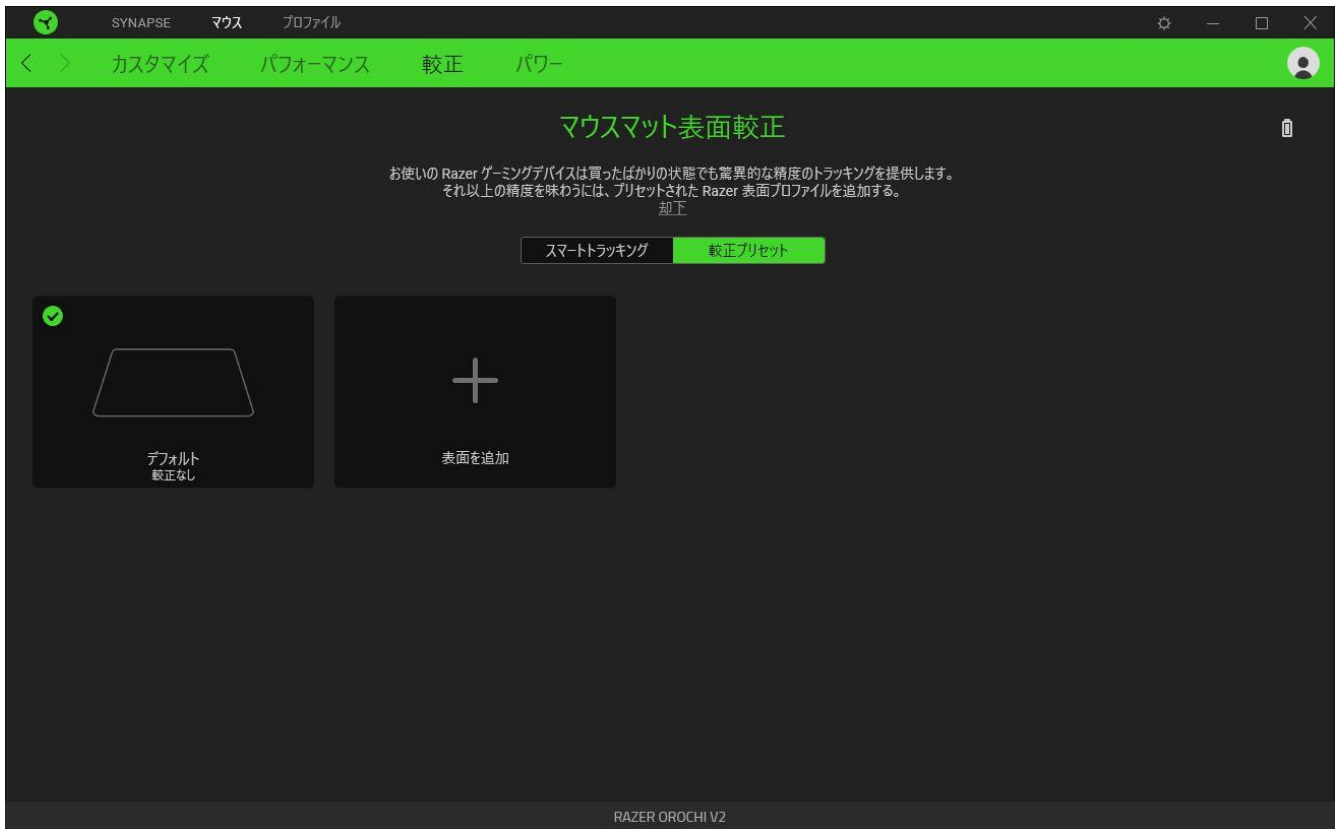 SYNAPSE マウス プロファイル
カスタマイズ パフォーマンス 較正 パワー
マウスマット表面較正
お使いの Razer ゲーミングデバイスは買ったばかりの状態でも驚異的な精度のトラッキングを提供します。
それ以上の精度を味わうには、プリセットされた Razer 表面プロファイルを追加する。
却下
スマートトラッキング 較正プリセット
デフォルト
較正なし
表面を追加
RAZER OROCHI V2